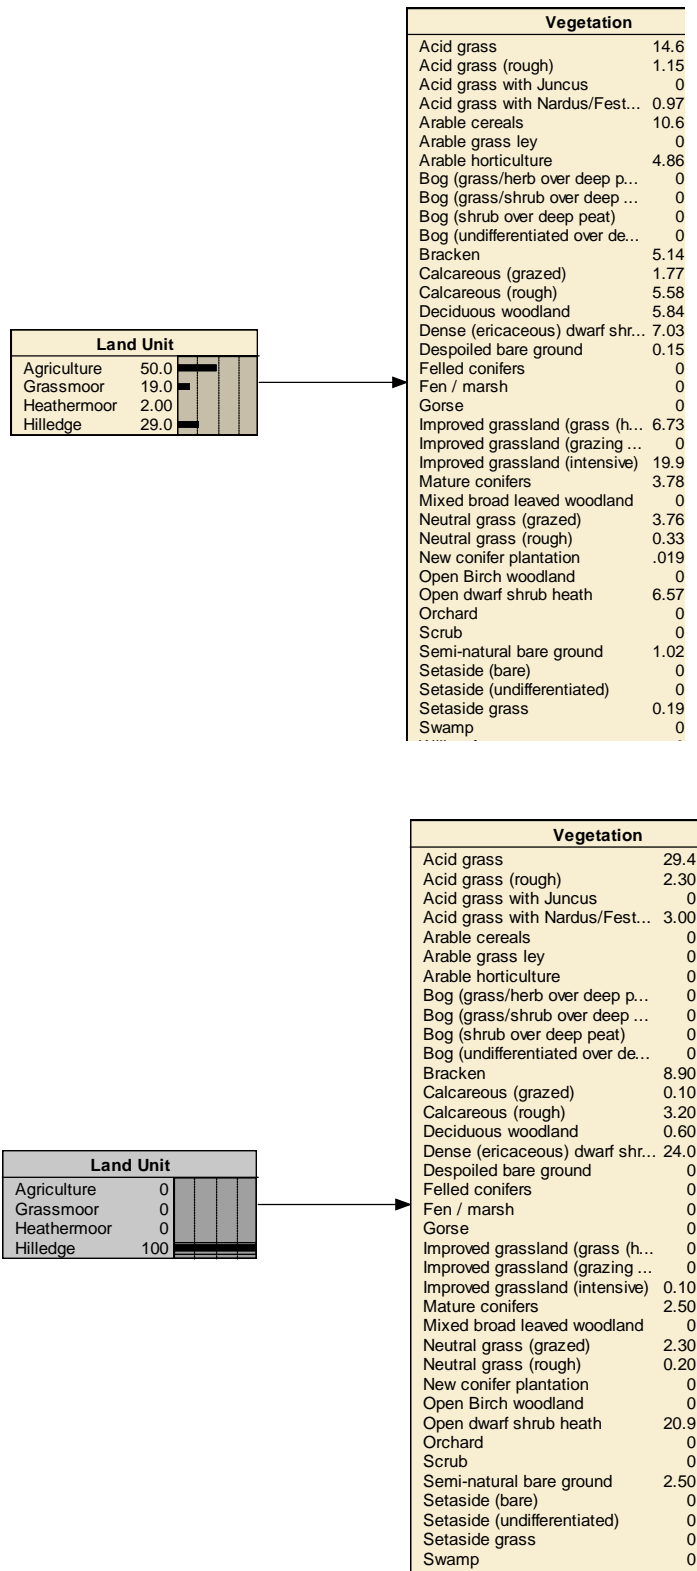 Vegetation
Acid grass 14.6
Acid grass (rough) 1.15
Acid grass with Juncus 0
Acid grass with Nardus/Fest... 0.97
Arable cereals 10.6
Arable grass ley 0
Arable horticulture 4.86
Bog (grass/herb over deep p... 0
Bog (grass/shrub over deep ... 0
Bog (shrub over deep peat) 0
Bog (undifferentiated over de... 0
Bracken 5.14
Calcareous (grazed) 1.77
Calcareous (rough) 5.58
Deciduous woodland 5.84
Dense (ericaceous) dwarf shr... 7.03
Despoiled bare ground 0.15
Felled conifers 0
Fen / marsh 0
Gorse 0
Improved grassland (grass (h... 6.73
Improved grassland (grazing ... 0
Improved grassland (intensive) 19.9
Mature conifers 3.78
Mixed broad leaved woodland 0
Neutral grass (grazed) 3.76
Neutral grass (rough) 0.33
New conifer plantation .019
Open Birch woodland 0
Open dwarf shrub heath 6.57
Orchard 0
Scrub 0
Semi-natural bare ground 1.02
Setaside (bare) 0
Setaside (undifferentiated) 0
Setaside grass 0.19
Swamp 0
Land Unit
Agriculture 50.0
Grassmoor 19.0
Heathermoor 2.00
Hilledge 29.0
Vegetation
Acid grass 29.4
Acid grass (rough) 2.30
Acid grass with Juncus 0
Acid grass with Nardus/Fest... 3.00
Arable cereals 0
Arable grass ley 0
Arable horticulture 0
Bog (grass/herb over deep p... 0
Bog (grass/shrub over deep ... 0
Bog (shrub over deep peat) 0
Bog (undifferentiated over de... 0
Bracken 8.90
Calcareous (grazed) 0.10
Calcareous (rough) 3.20
Deciduous woodland 0.60
Dense (ericaceous) dwarf shr... 24.0
Despoiled bare ground 0
Felled conifers 0
Fen / marsh 0
Gorse 0
Improved grassland (grass (h... 0
Improved grassland (grazing ... 0
Improved grassland (intensive) 0.10
Mature conifers 2.50
Mixed broad leaved woodland 0
Neutral grass (grazed) 2.30
Neutral grass (rough) 0.20
New conifer plantation 0
Open Birch woodland 0
Open dwarf shrub heath 20.9
Orchard 0
Scrub 0
Semi-natural bare ground 2.50
Setaside (bare) 0
Setaside (undifferentiated) 0
Setaside grass 0
Swamp 0
Land Unit
Agriculture 0
Grassmoor 0
Heathermoor 0
Hilledge 100